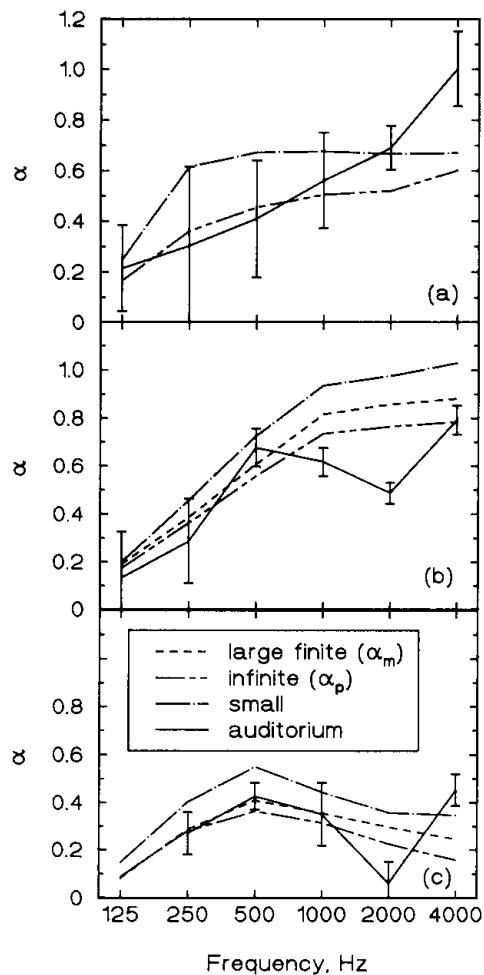 1.2
1.0
0.8
0.6
0.4
0.2
0
α
(a)
1.0
0.8
0.6
0.4
0.2
0
α
(b)
large finite (αm)
infinite (αp)
small
auditorium
0.8
0.6
0.4
0.2
0
α
(c)
125 250 500 1000 2000 4000
Frequency, Hz